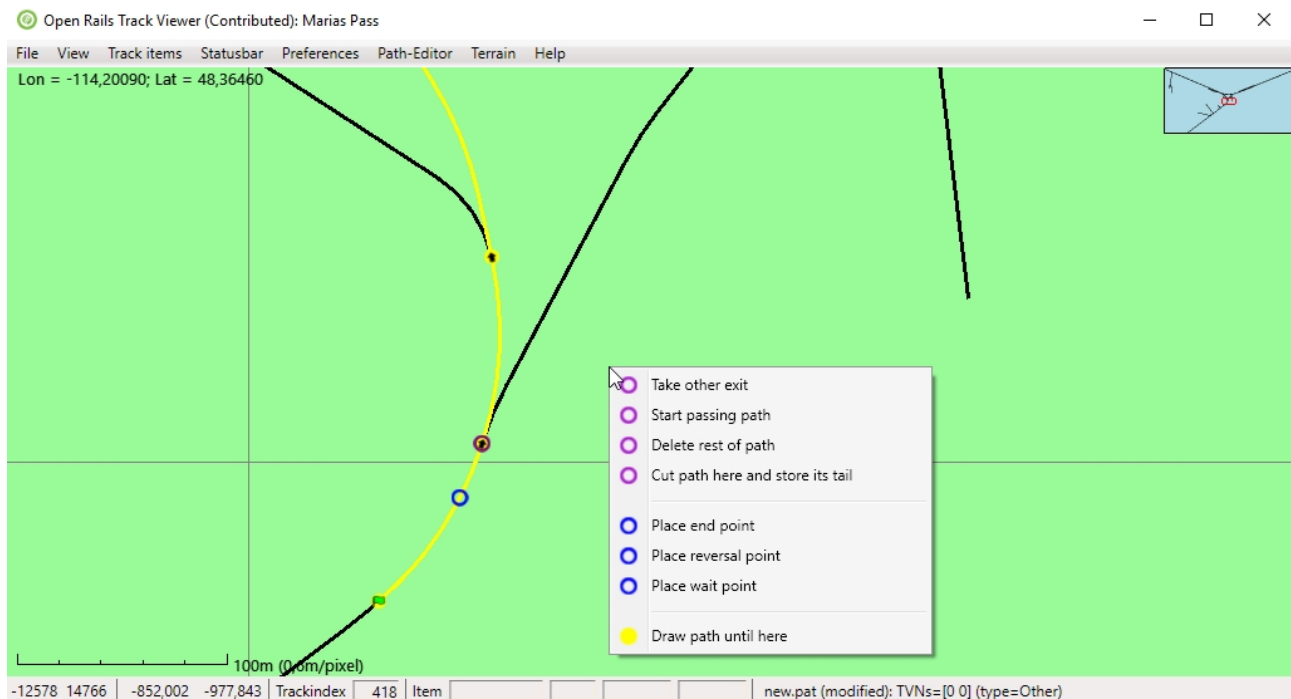 Open Rails Track Viewer (Contributed): Marias Pass
File View Track items Statusbar Preferences Path-Editor Terrain Help
Lon = -114,20090; Lat = 48,36460
Take other exit
Start passing path
Delete rest of path
Cut path here and store its tail
Place end point
Place reversal point
Place wait point
Draw path until here
100m (0,6m/pixel)
-12578 14766 -852,002 -977,843 Trackindex 418 Item new.pat (modified): TVNs=[0 0] (type=Other)